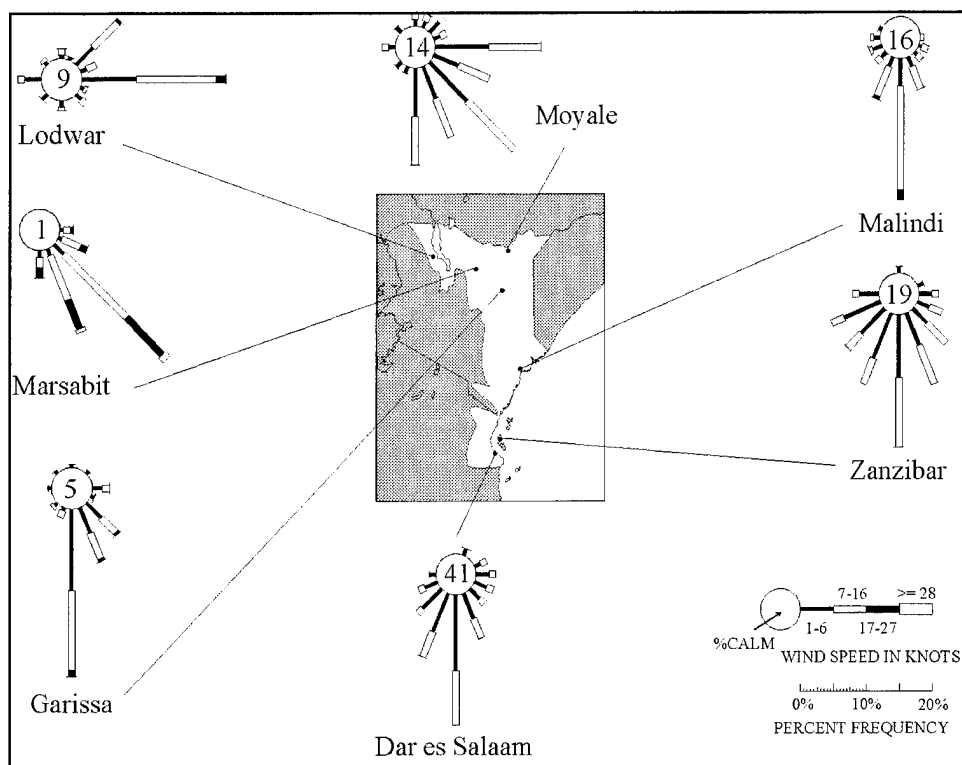 9
Lodwar
14
Moyale
16
Malindi
1
Marsabit
19
Zanzibar
5
Garissa
41
Dar es Salaam
7-16 >= 28
1-6 17-27
%CALM
WIND SPEED IN KNOTS
0% 10% 20%
PERCENT FREQUENCY